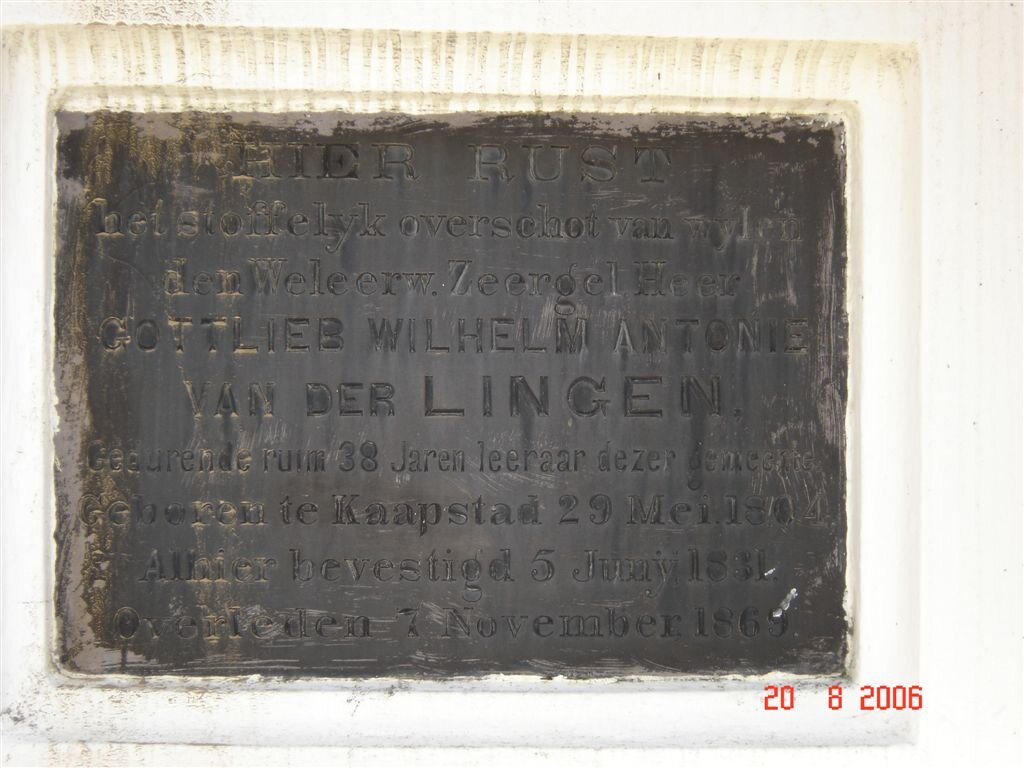 HIER RUST
het stoffelyk overschot van wylen
den Weleerw. Zeergel. Heer
GOTTLIEB WILHELM ANTONIE
VAN DER LINGEN.
Gedurende ruim 38 Jaren leeraar dezer gemeente
Geboren te Kaapstad 29 Mei. 1804
Alhier bevestigd 5 Junij 1831.
Overleden 7 November 1869.
20 8 2006